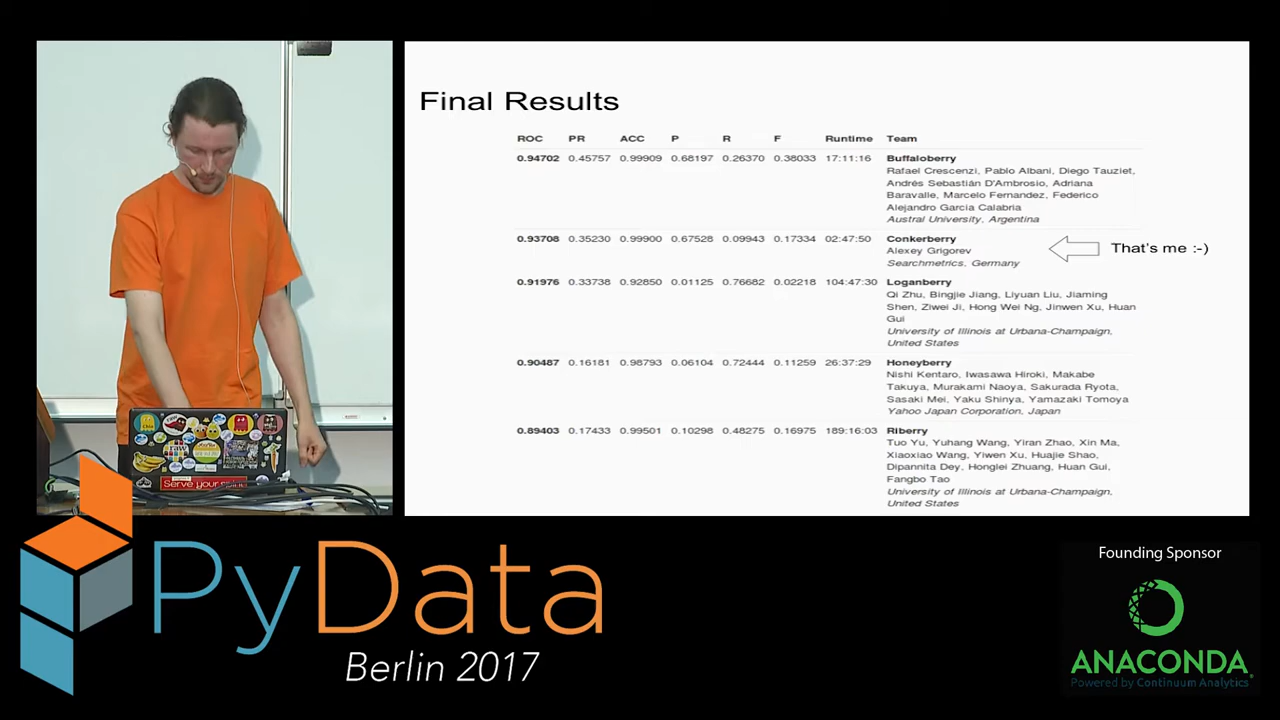 Final Results
ROC PR ACC P R F Runtime Team
0.94702 0.45757 0.99909 0.68197 0.26370 0.38033 17:11:16 Buffaloberry
Rafael Crescenzi, Pablo Albani, Diego Tauziet,
Andrés Sebastián D'Ambrosio, Adriana
Baravalle, Marcelo Fernandez, Federico
Alejandro Garcia Calabria
Austral University, Argentina
0.93708 0.35230 0.99900 0.67528 0.09943 0.17334 02:47:50 Conkerberry
Alexey Grigorev
Searchmetrics, Germany
That's me :-)
0.91976 0.33738 0.92850 0.01125 0.76682 0.02218 104:47:30 Loganberry
Qi Zhu, Bingjie Jiang, Liyuan Liu, Jiaming
Shen, Ziwei Ji, Hong Wei Ng, Jinwen Xu, Huan
Gui
University of Illinois at Urbana-Champaign,
United States
0.90487 0.16181 0.98793 0.06104 0.72444 0.11259 26:37:29 Honeyberry
Nishi Kentaro, Iwasawa Hiroki, Makabe
Takuya, Murakami Naoya, Sakurada Ryota,
Sasaki Mei, Yaku Shinya, Yamazaki Tomoya
Yahoo Japan Corporation, Japan
0.89403 0.17433 0.99501 0.10298 0.48275 0.16975 189:16:03 Riberry
Tuo Yu, Yuhang Wang, Yiran Zhao, Xin Ma,
Xiaoxiao Wang, Yiwen Xu, Huajie Shao,
Dipannita Dey, Honglei Zhuang, Huan Gui,
Fangbo Tao
University of Illinois at Urbana-Champaign,
United States
Serve your
PyData
Berlin 2017
Founding Sponsor
ANACONDA
Powered by Continuum Analytics